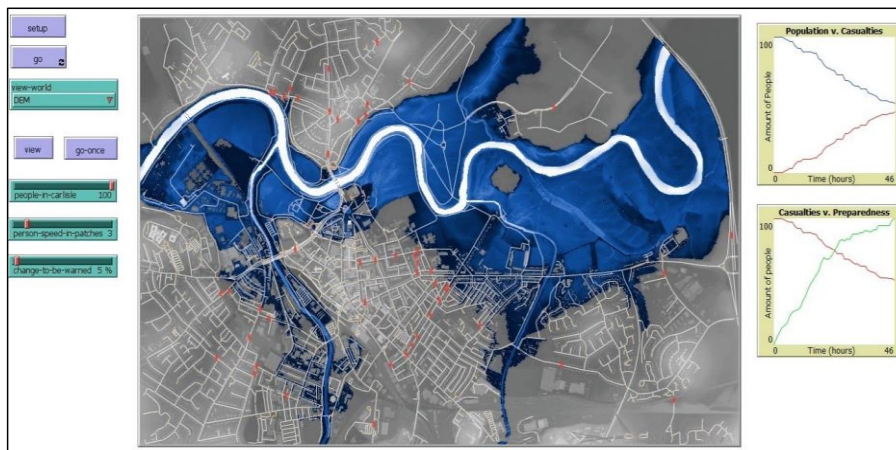 setup
go
view-world
DEM
view
go-once
people-in-carlisle 100
person-speed-in-patches 3
change-to-be-warned 5 %
Population v. Casualties
100
Amount of People
0
Time (hours)
46
Casualties v. Preparedness
100
Amount of people
0
Time (hours)
46